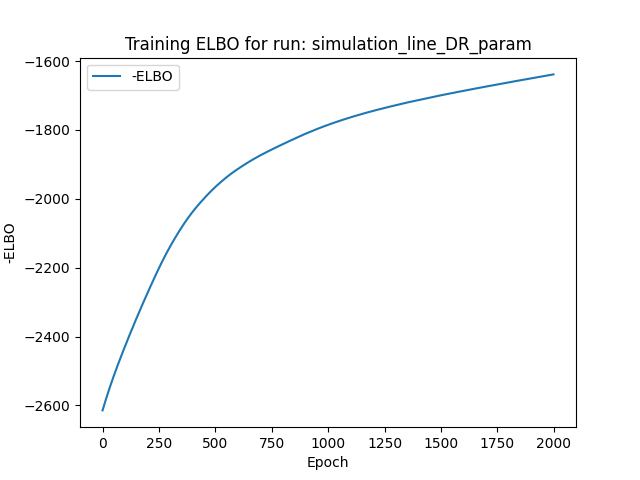 Training ELBO for run: simulation_line_DR_param
-ELBO
-ELBO
−1600
−1800
−2000
−2200
−2400
−2600
0 250 500 750 1000 1250 1500 1750 2000
Epoch